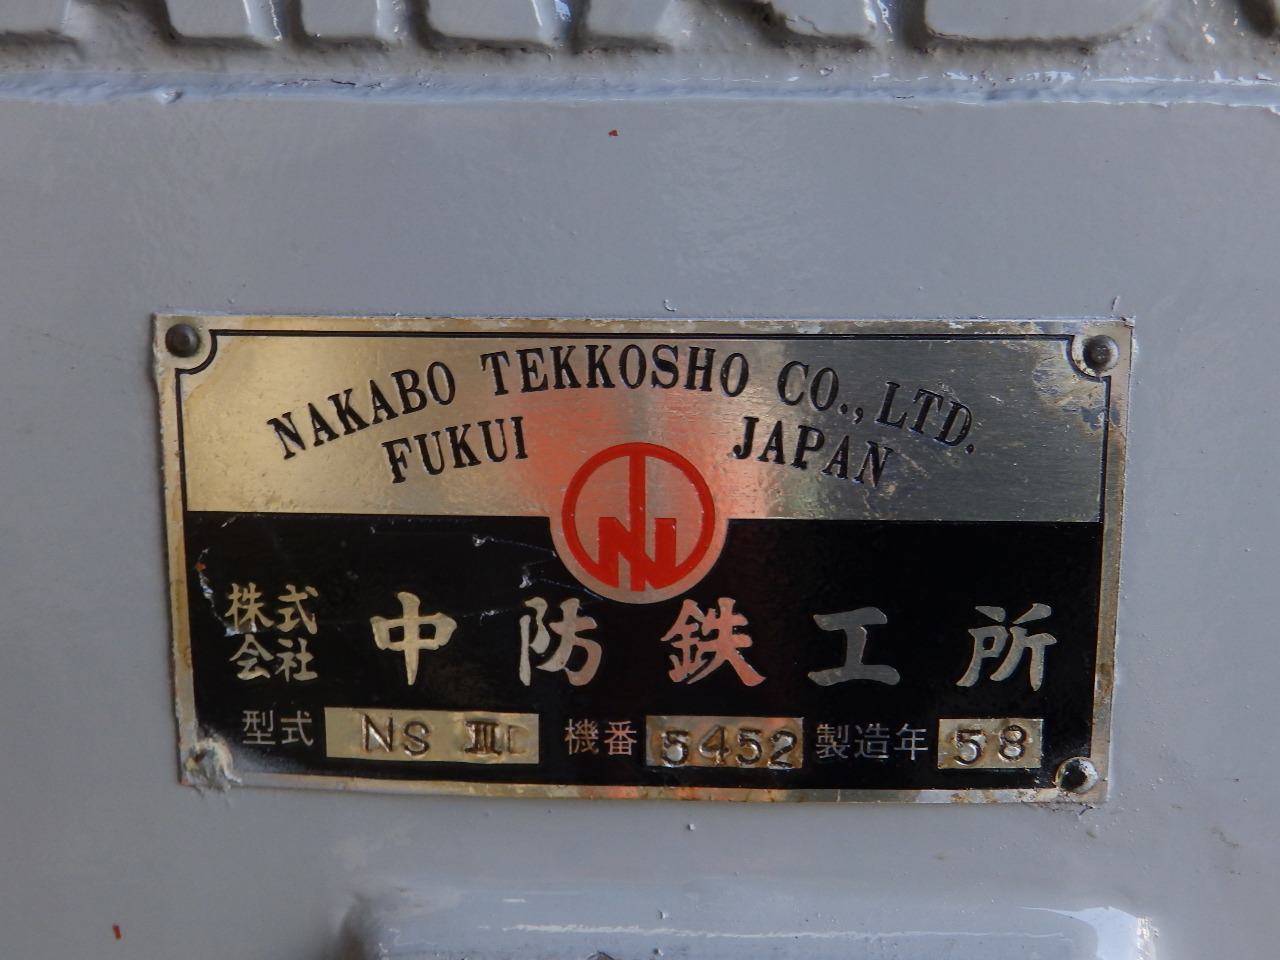 NAKABO TEKKOSHO CO., LTD.
FUKUI JAPAN
株式会社 中防鉄工所
型式 NS III 機番 5452 製造年 58